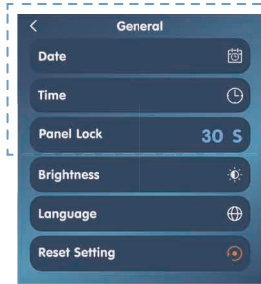 General
Date
Time
Panel Lock 30 S
Brightness
Language
Reset Setting